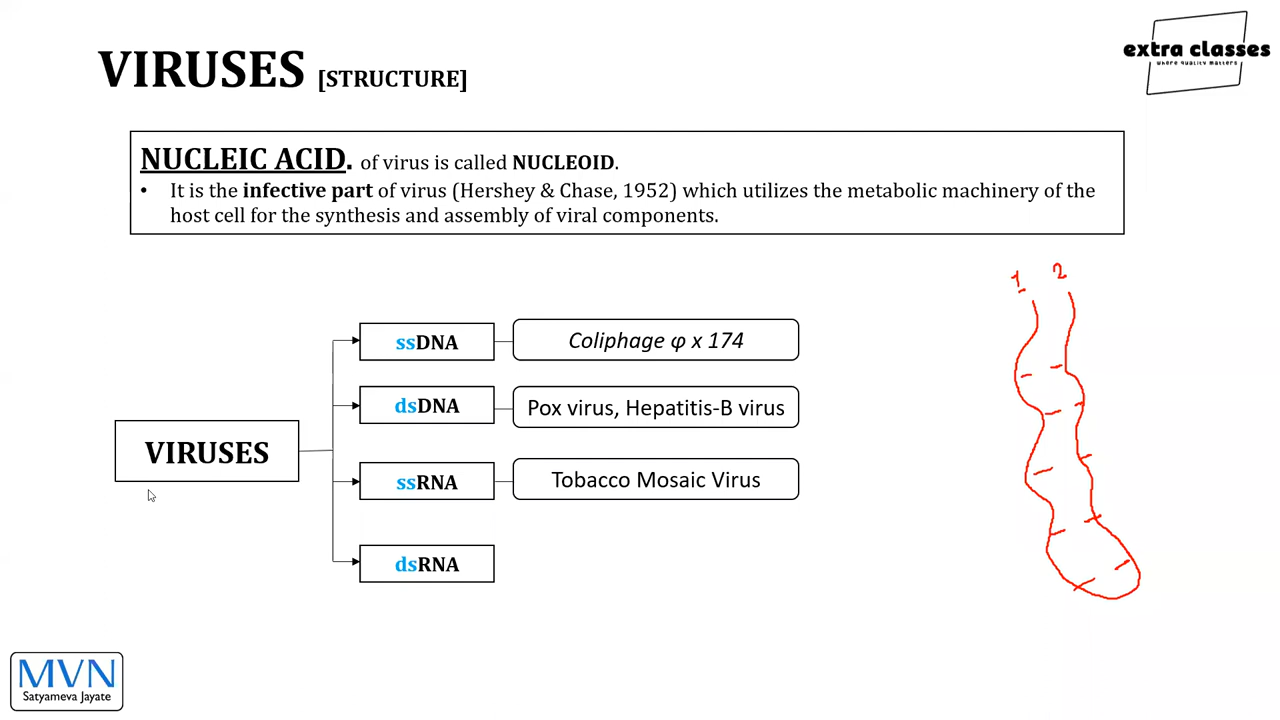 VIRUSES [STRUCTURE]
extra classes
where quality matters
NUCLEIC ACID. of virus is called NUCLEOID.
• It is the infective part of virus (Hershey & Chase, 1952) which utilizes the metabolic machinery of the
host cell for the synthesis and assembly of viral components.
1 2
ssDNA
Coliphage φ x 174
dsDNA
Pox virus, Hepatitis-B virus
VIRUSES
ssRNA
Tobacco Mosaic Virus
dsRNA
MVN
Satyameva Jayate